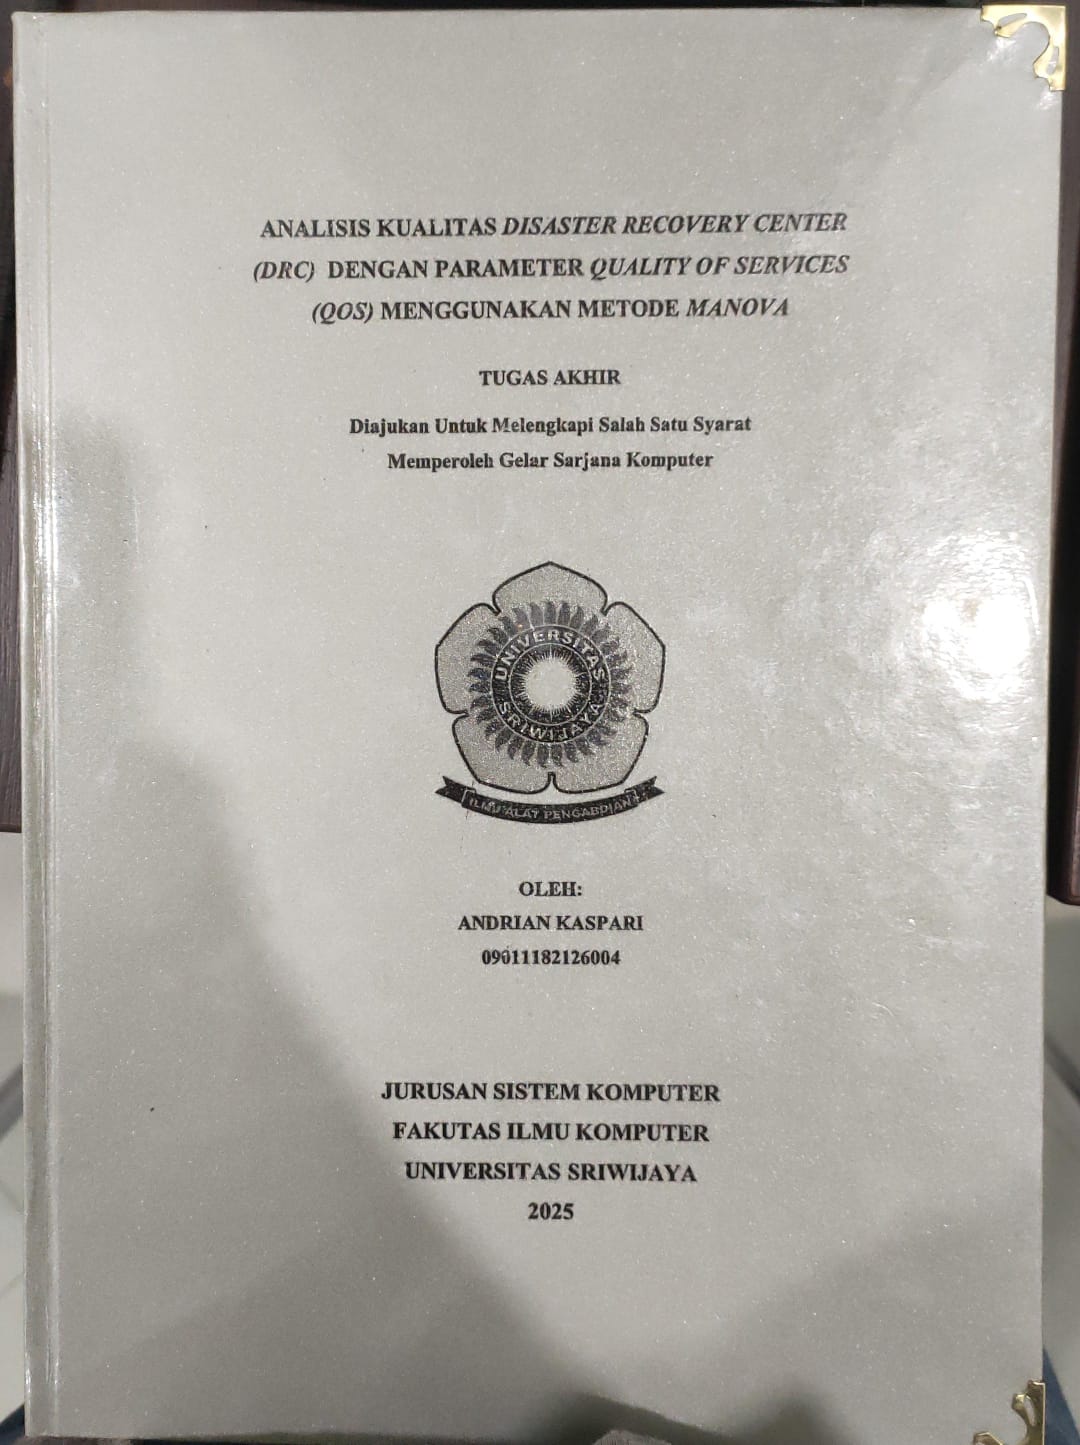 ANALISIS KUALITAS DISASTER RECOVERY CENTER
(DRC) DENGAN PARAMETER QUALITY OF SERVICES
(QOS) MENGGUNAKAN METODE MANOVA
TUGAS AKHIR
Diajukan Untuk Melengkapi Salah Satu Syarat
Memperoleh Gelar Sarjana Komputer
UNIVERSITAS
SRIWIJAYA
ILMU ALAT PENGABDIAN
OLEH:
ANDRIAN KASPARI
09011182126004
JURUSAN SISTEM KOMPUTER
FAKUTAS ILMU KOMPUTER
UNIVERSITAS SRIWIJAYA
2025